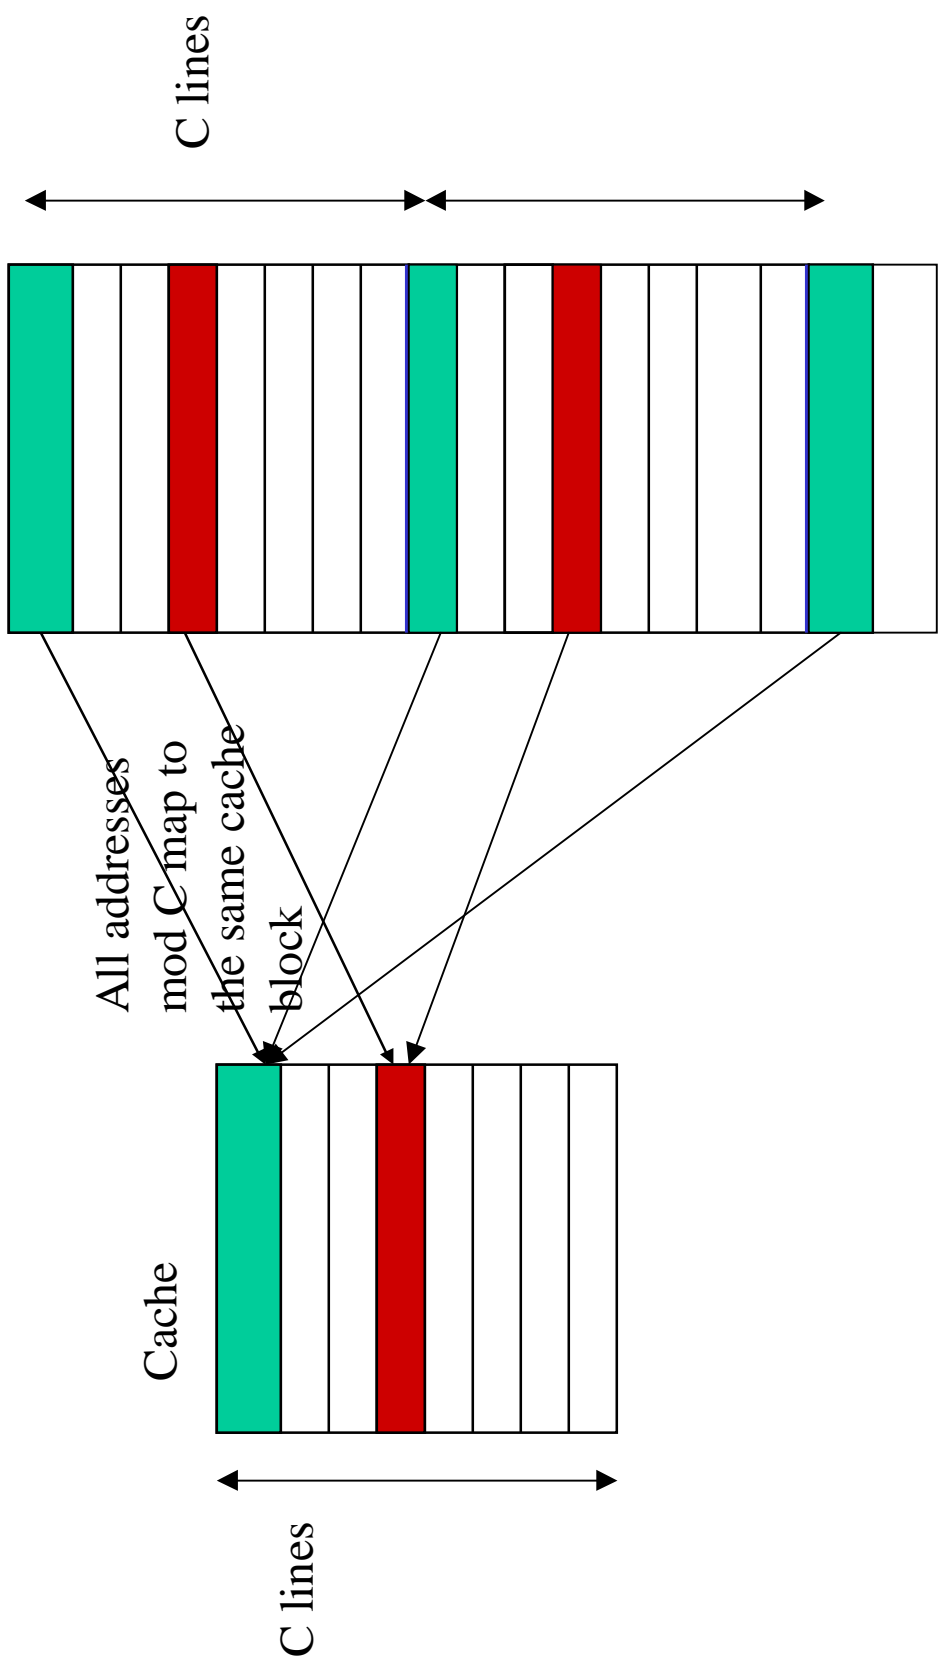 Cache
C lines
All addresses
mod C map to
the same cache
block
C lines